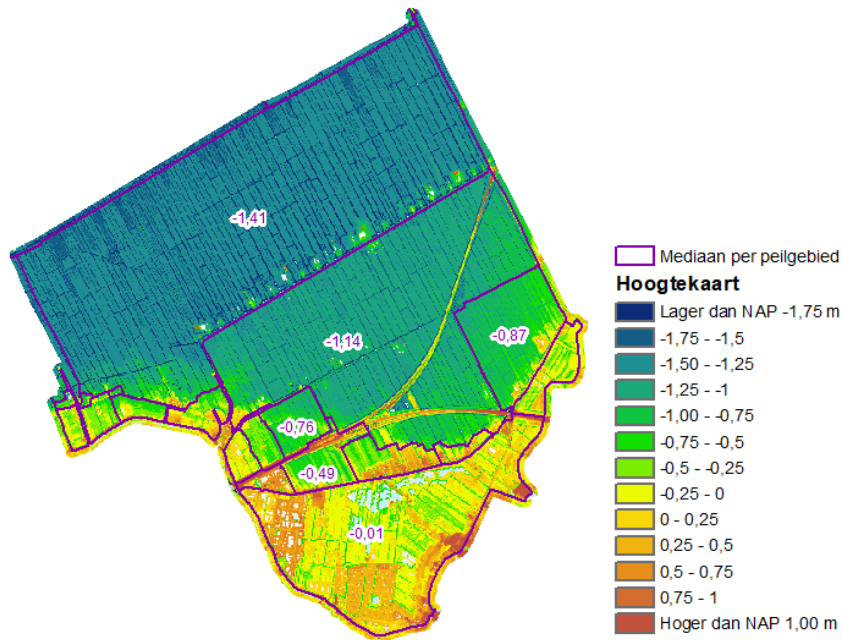 -1,41
-1,14
-0,87
-0,76
-0,49
-0,01
Mediaan per peilgebied
Hoogtekaart
Lager dan NAP -1,75 m
-1,75 - -1,5
-1,50 - -1,25
-1,25 - -1
-1,00 - -0,75
-0,75 - -0,5
-0,5 - -0,25
-0,25 - 0
0 - 0,25
0,25 - 0,5
0,5 - 0,75
0,75 - 1
Hoger dan NAP 1,00 m